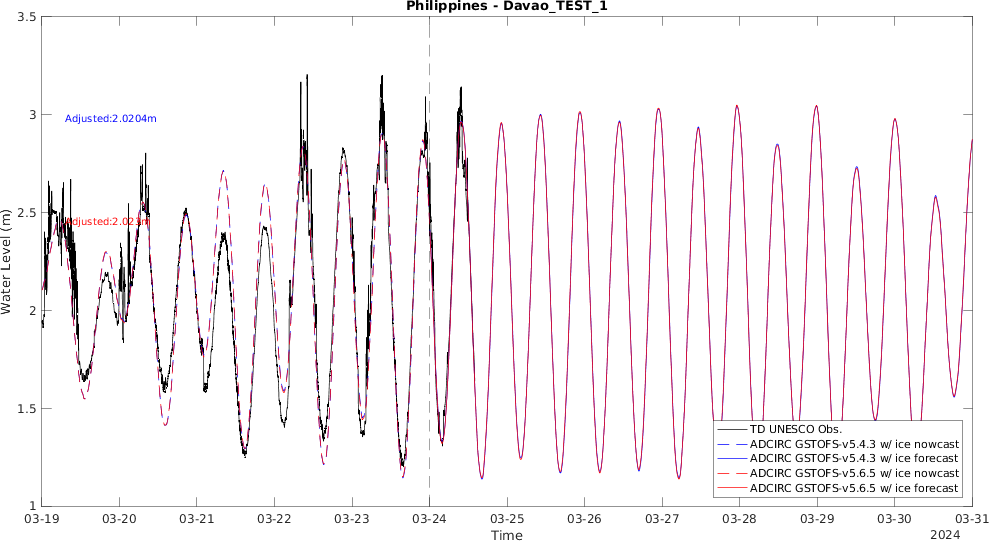 Philippines - Davao_TEST_1
3.5
3
2.5
2
1.5
1
Water Level (m)
Adjusted:2.0204m
Adjusted:2.023m
TD UNESCO Obs.
ADCIRC GSTOFS-v5.4.3 w/ ice nowcast
ADCIRC GSTOFS-v5.4.3 w/ ice forecast
ADCIRC GSTOFS-v5.6.5 w/ ice nowcast
ADCIRC GSTOFS-v5.6.5 w/ ice forecast
03-19 03-20 03-21 03-22 03-23 03-24 03-25 03-26 03-27 03-28 03-29 03-30 03-31
Time
2024